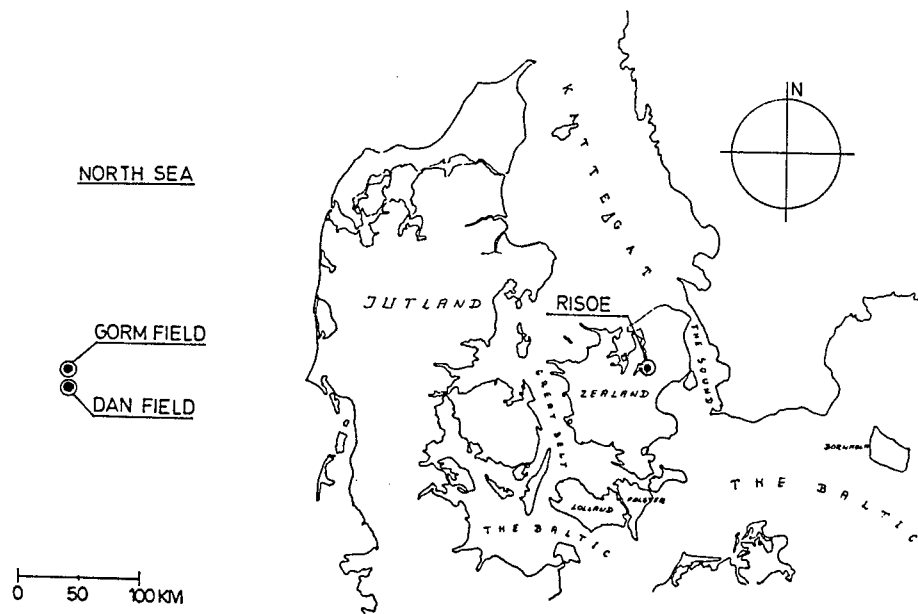 N
KATTEGAT
NORTH SEA
JUTLAND
RISOE
GORM FIELD
THE SOUND
DAN FIELD
GREAT BELT
ZEALAND
BORNHOLM
THE BALTIC
LOLLAND
FALSTER
THE BALTIC
0 50 100 KM